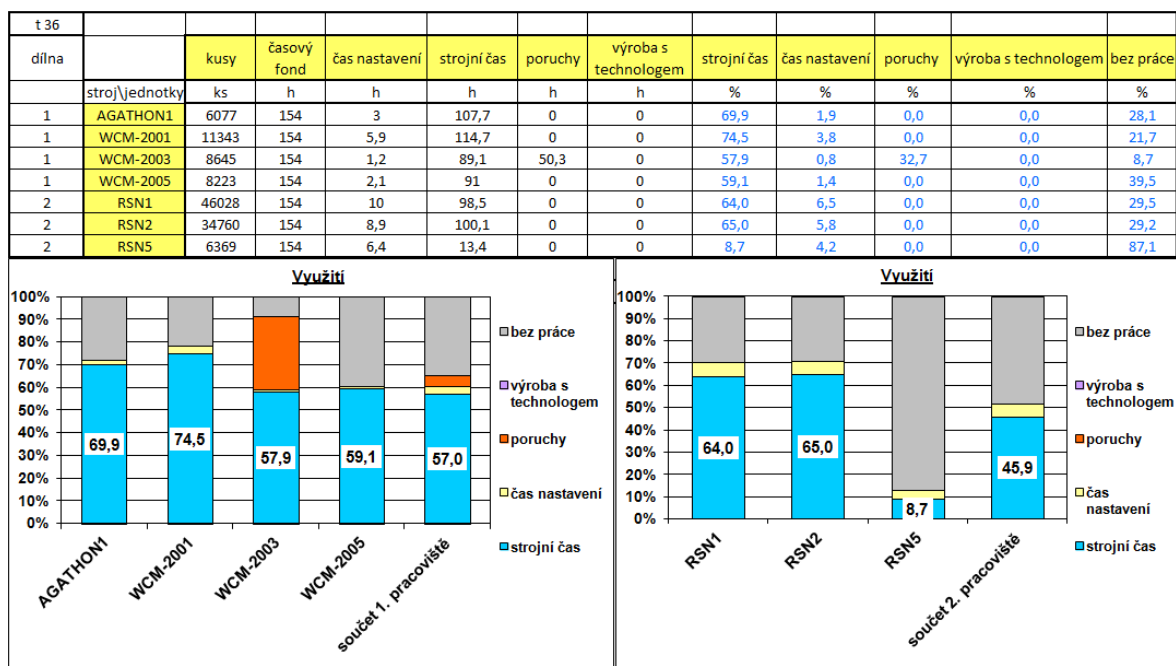 t 36
dílna kusy časový fond čas nastavení strojní čas poruchy výroba s technologem strojní čas čas nastavení poruchy výroba s technologem bez práce
stroj\jednotky ks h h h h h % % % % %
1 AGATHON1 6077 154 3 107,7 0 0 69,9 1,9 0,0 0,0 28,1
1 WCM-2001 11343 154 5,9 114,7 0 0 74,5 3,8 0,0 0,0 21,7
1 WCM-2003 8645 154 1,2 89,1 50,3 0 57,9 0,8 32,7 0,0 8,7
1 WCM-2005 8223 154 2,1 91 0 0 59,1 1,4 0,0 0,0 39,5
2 RSN1 46028 154 10 98,5 0 0 64,0 6,5 0,0 0,0 29,5
2 RSN2 34760 154 8,9 100,1 0 0 65,0 5,8 0,0 0,0 29,2
2 RSN5 6369 154 6,4 13,4 0 0 8,7 4,2 0,0 0,0 87,1
Využití
100%
90%
80%
70%
60%
50%
40%
30%
20%
10%
0%
69,9
74,5
57,9
59,1
57,0
AGATHON1
WCM-2001
WCM-2003
WCM-2005
součet 1. pracoviště
bez práce
výroba s
technologem
poruchy
čas nastavení
strojní čas
Využití
100%
90%
80%
70%
60%
50%
40%
30%
20%
10%
0%
64,0
65,0
8,7
45,9
RSN1
RSN2
RSN5
součet 2. pracoviště
bez práce
výroba s
technologem
poruchy
čas
nastavení
strojní čas